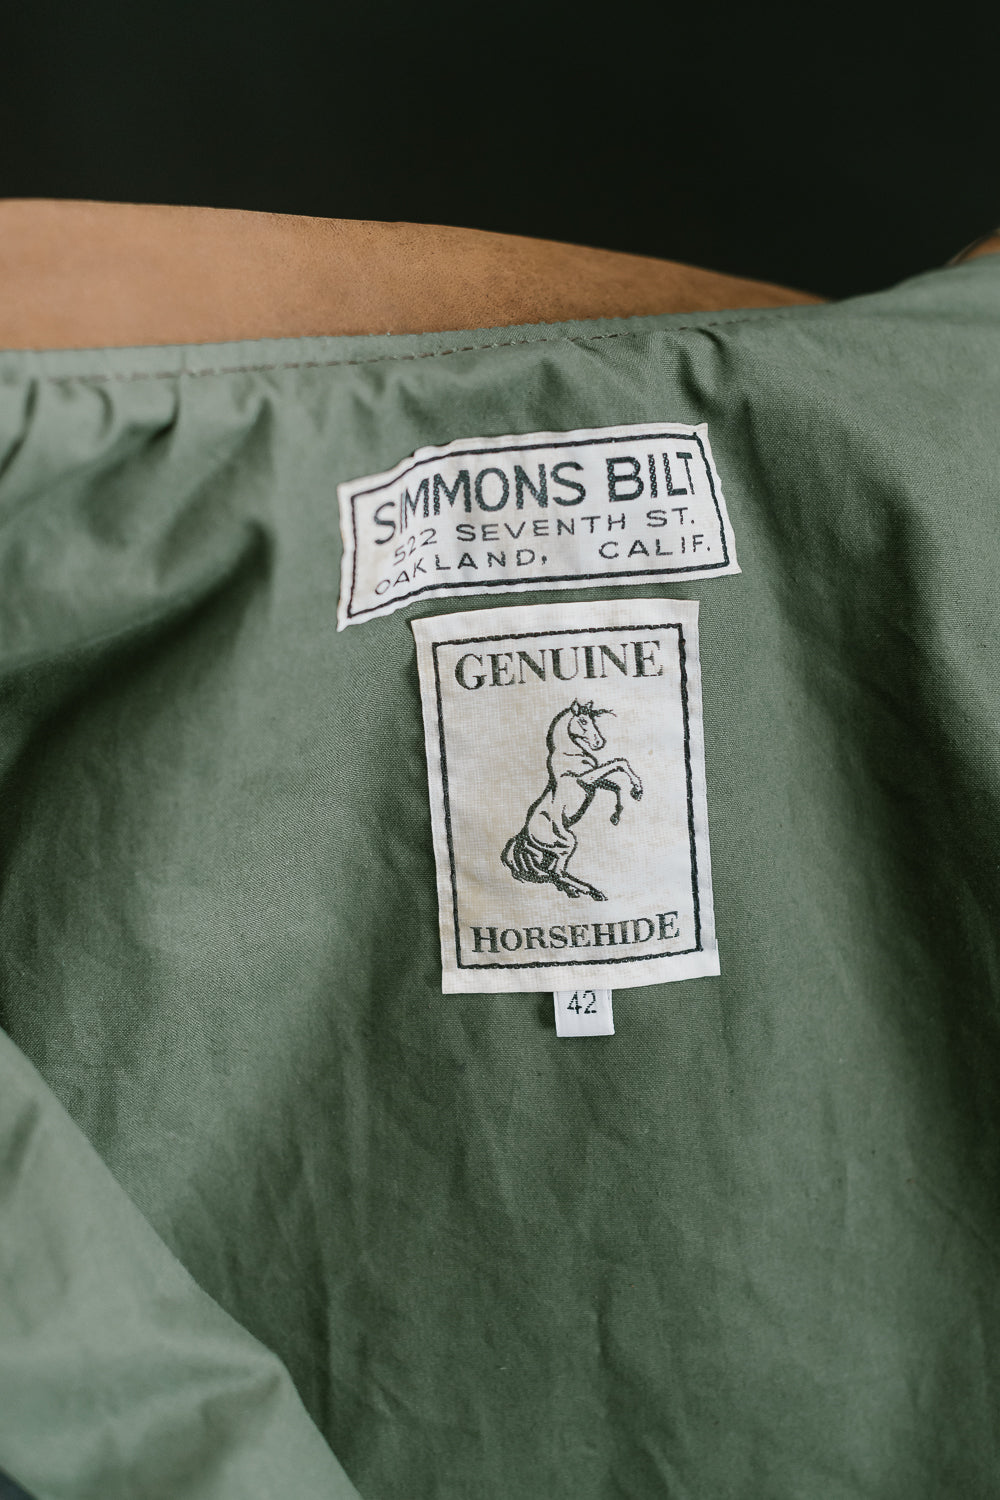 SIMMONS BILT
522 SEVENTH ST.
OAKLAND, CALIF.
GENUINE
HORSEHIDE
42